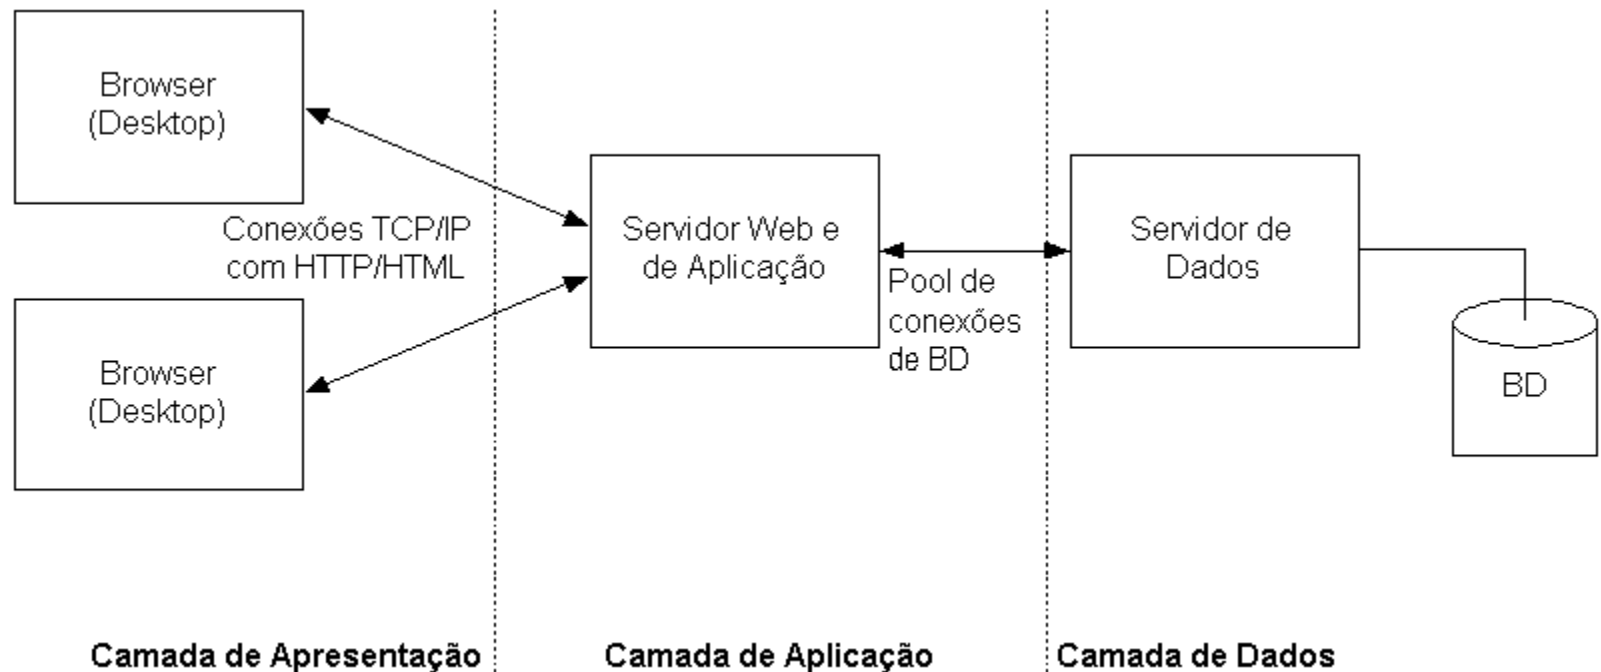 Browser
(Desktop)
Conexões TCP/IP
com HTTP/HTML
Browser
(Desktop)
Servidor Web e
de Aplicação
Pool de
conexões
de BD
Servidor de
Dados
BD
Camada de Apresentação
Camada de Aplicação
Camada de Dados